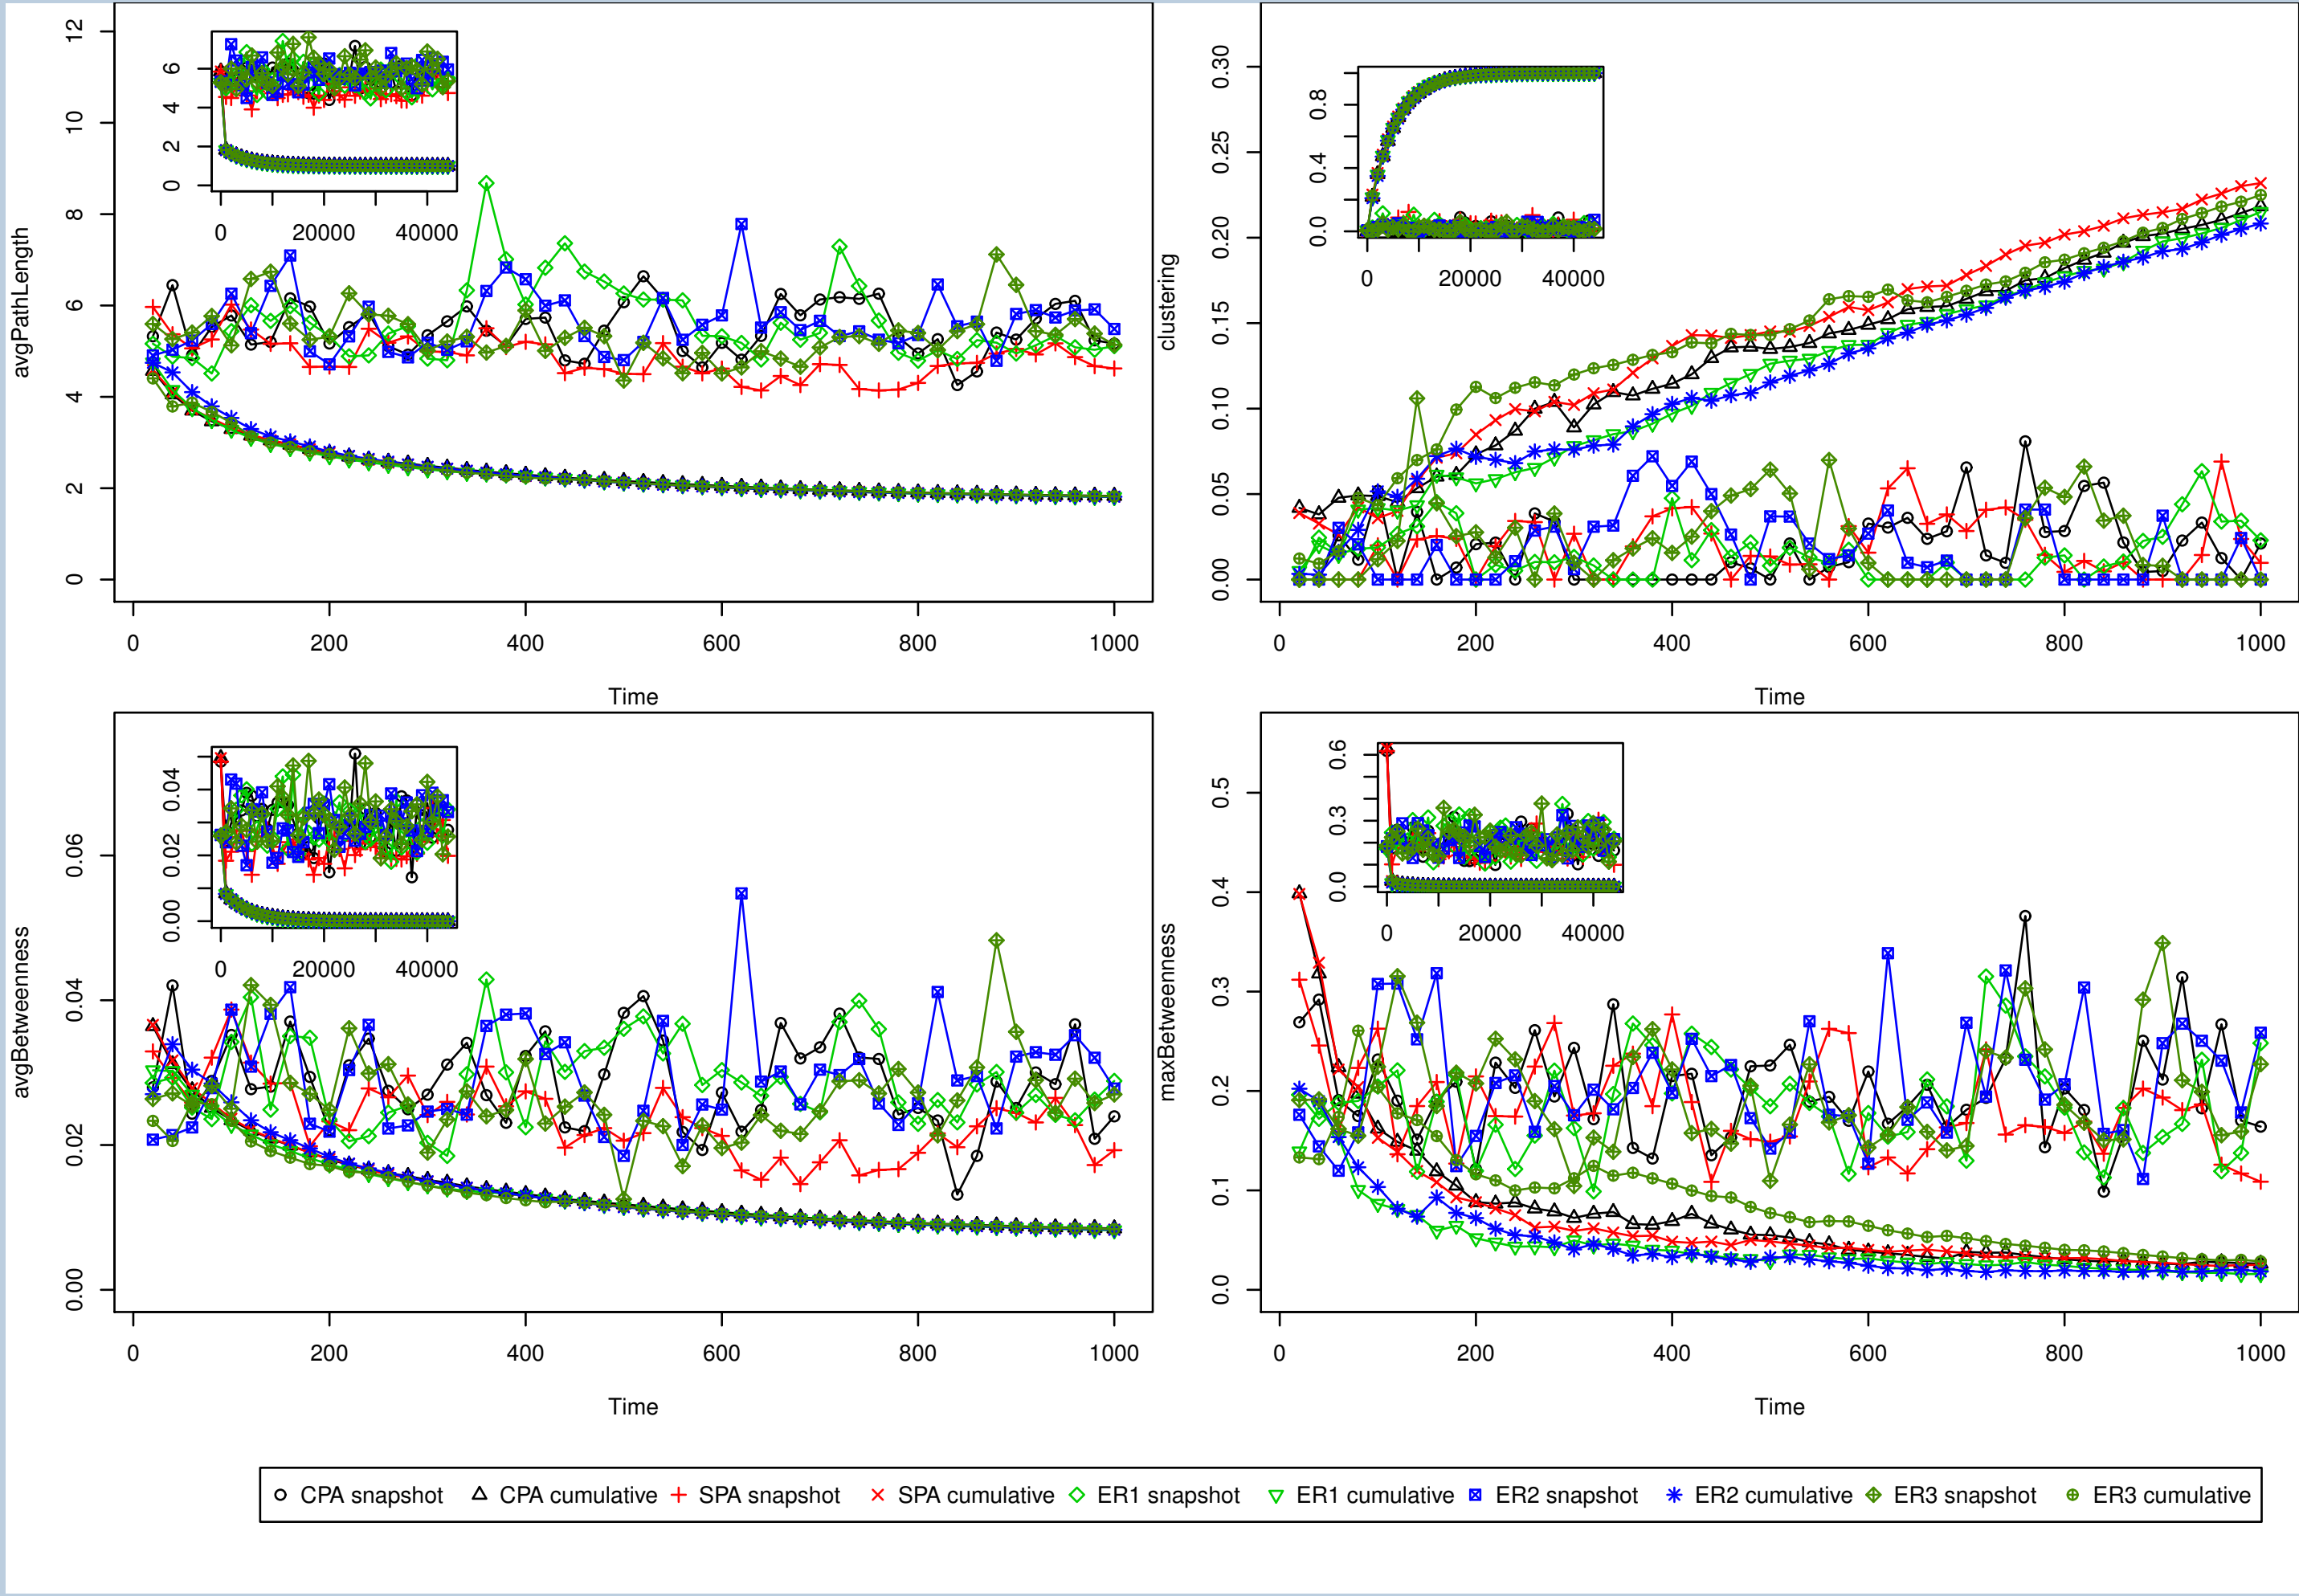 avgPathLength
0 2 4 6 8 10 12
0 200 400 600 800 1000
Time
0 2 4 6
0 20000 40000
clustering
0.00 0.05 0.10 0.15 0.20 0.25 0.30
0 200 400 600 800 1000
Time
0.0 0.4 0.8
0 20000 40000
avgBetweenness
0.00 0.02 0.04 0.06
0 200 400 600 800 1000
Time
0.00 0.02 0.04
0 20000 40000
maxBetweenness
0.0 0.1 0.2 0.3 0.4 0.5
0 200 400 600 800 1000
Time
0.0 0.3 0.6
0 20000 40000
CPA snapshot CPA cumulative SPA snapshot SPA cumulative ER1 snapshot ER1 cumulative ER2 snapshot ER2 cumulative ER3 snapshot ER3 cumulative